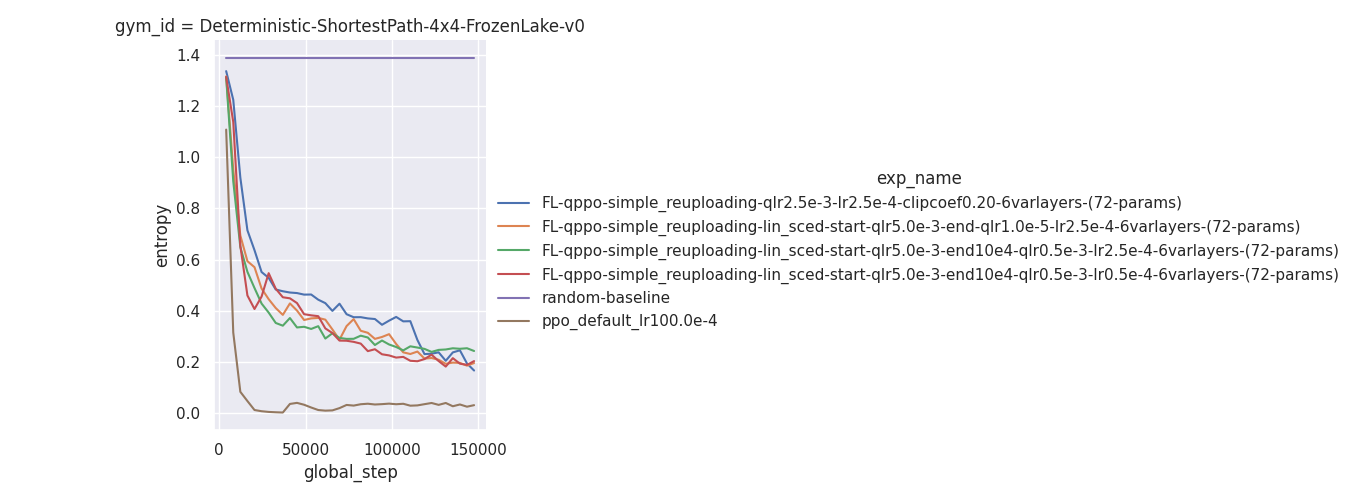 gym_id = Deterministic-ShortestPath-4x4-FrozenLake-v0
1.4
1.2
1.0
0.8
0.6
0.4
0.2
0.0
entropy
0
50000
100000
150000
global_step
exp_name
FL-qppo-simple_reuploading-qlr2.5e-3-lr2.5e-4-clipcoef0.20-6varlayers-(72-params)
FL-qppo-simple_reuploading-lin_sced-start-qlr5.0e-3-end-qlr1.0e-5-lr2.5e-4-6varlayers-(72-params)
FL-qppo-simple_reuploading-lin_sced-start-qlr5.0e-3-end10e4-qlr0.5e-3-lr2.5e-4-6varlayers-(72-params)
FL-qppo-simple_reuploading-lin_sced-start-qlr5.0e-3-end10e4-qlr0.5e-3-lr0.5e-4-6varlayers-(72-params)
random-baseline
ppo_default_lr100.0e-4